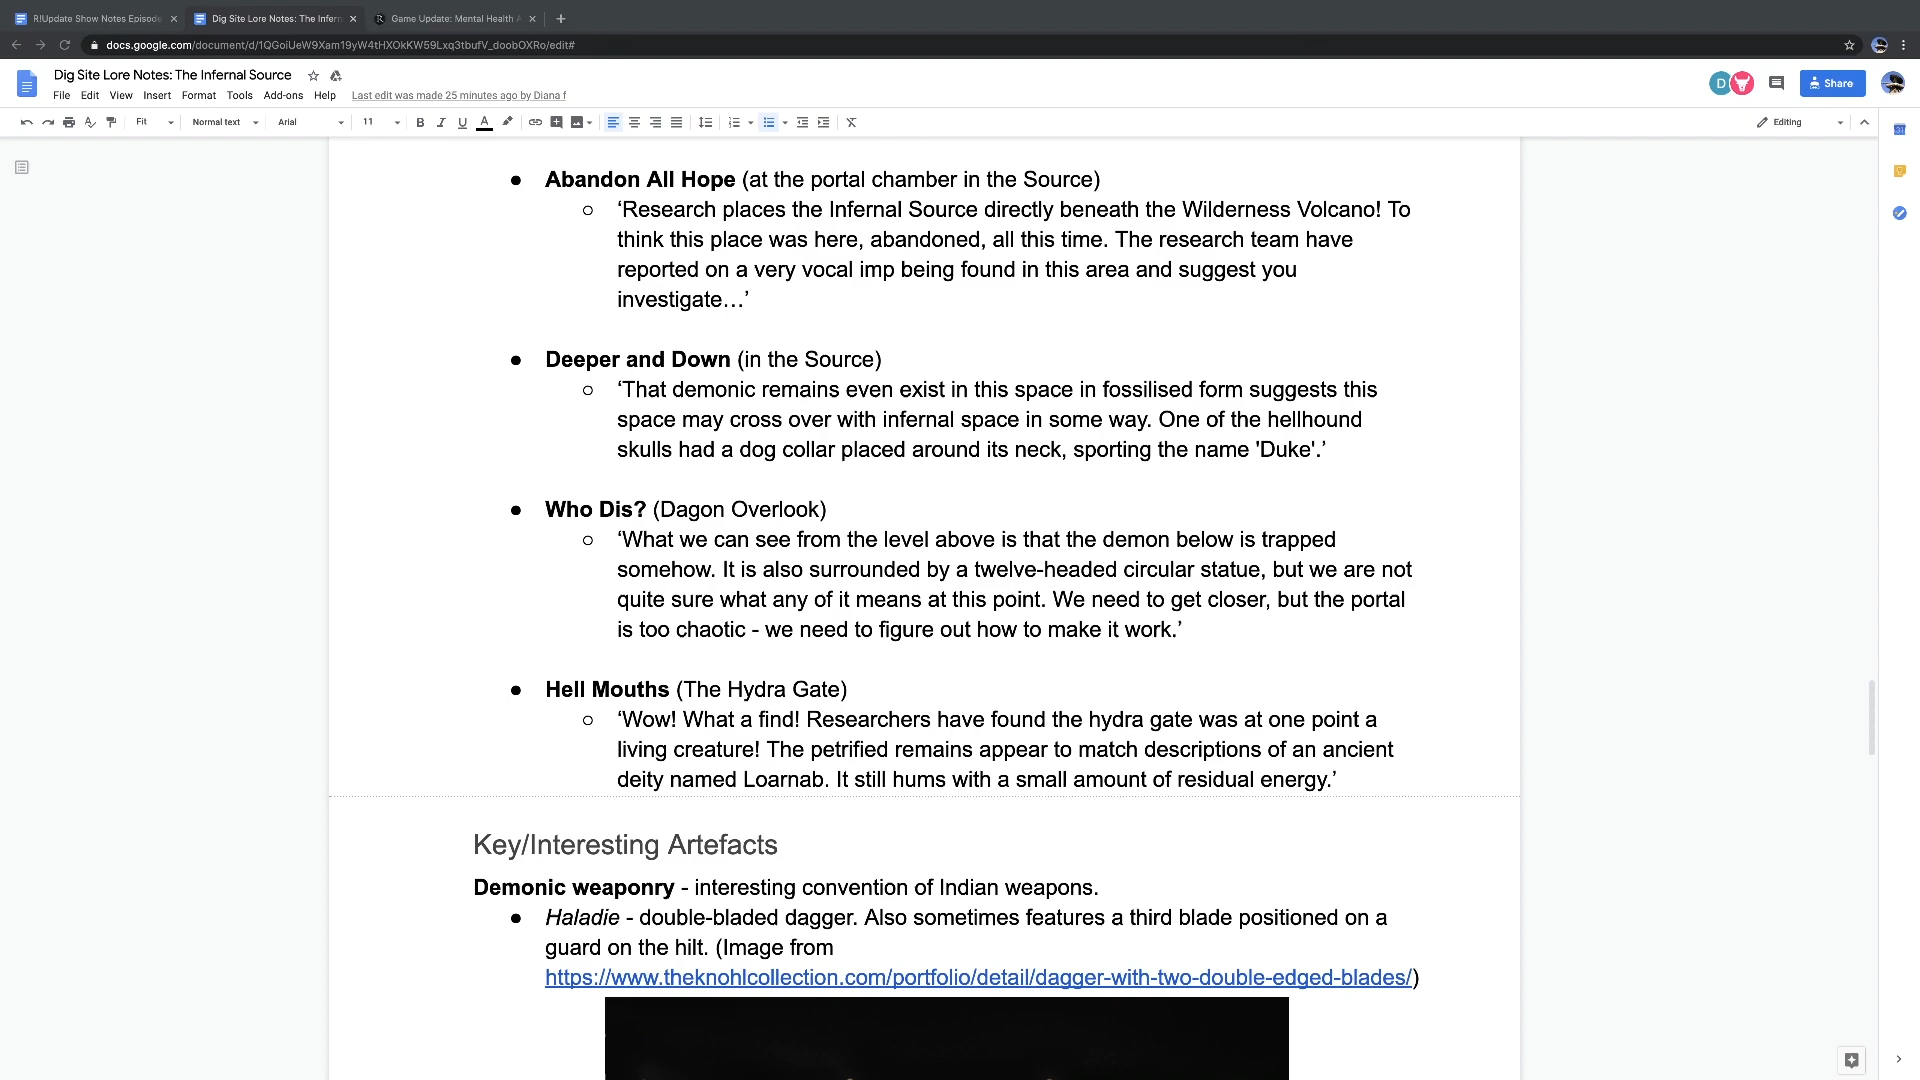 R!Update Show Notes Episode
Dig Site Lore Notes: The Infern
Game Update: Mental Health A
docs.google.com/document/d/1QGoiUeW9Xam19yW4tHXOkKW59Lxq3tbufV_doobOXRo/edit#
Dig Site Lore Notes: The Infernal Source
File Edit View Insert Format Tools Add-ons Help Last edit was made 25 minutes ago by Diana f
D
Share
Fit Normal text Arial 11 B I U A Editing
31
● Abandon All Hope (at the portal chamber in the Source)
○ ‘Research places the Infernal Source directly beneath the Wilderness Volcano! To
think this place was here, abandoned, all this time. The research team have
reported on a very vocal imp being found in this area and suggest you
investigate…’
● Deeper and Down (in the Source)
○ ‘That demonic remains even exist in this space in fossilised form suggests this
space may cross over with infernal space in some way. One of the hellhound
skulls had a dog collar placed around its neck, sporting the name 'Duke'.’
● Who Dis? (Dagon Overlook)
○ ‘What we can see from the level above is that the demon below is trapped
somehow. It is also surrounded by a twelve-headed circular statue, but we are not
quite sure what any of it means at this point. We need to get closer, but the portal
is too chaotic - we need to figure out how to make it work.’
● Hell Mouths (The Hydra Gate)
○ ‘Wow! What a find! Researchers have found the hydra gate was at one point a
living creature! The petrified remains appear to match descriptions of an ancient
deity named Loarnab. It still hums with a small amount of residual energy.’
Key/Interesting Artefacts
Demonic weaponry - interesting convention of Indian weapons.
● Haladie - double-bladed dagger. Also sometimes features a third blade positioned on a
guard on the hilt. (Image from
https://www.theknohlcollection.com/portfolio/detail/dagger-with-two-double-edged-blades/)